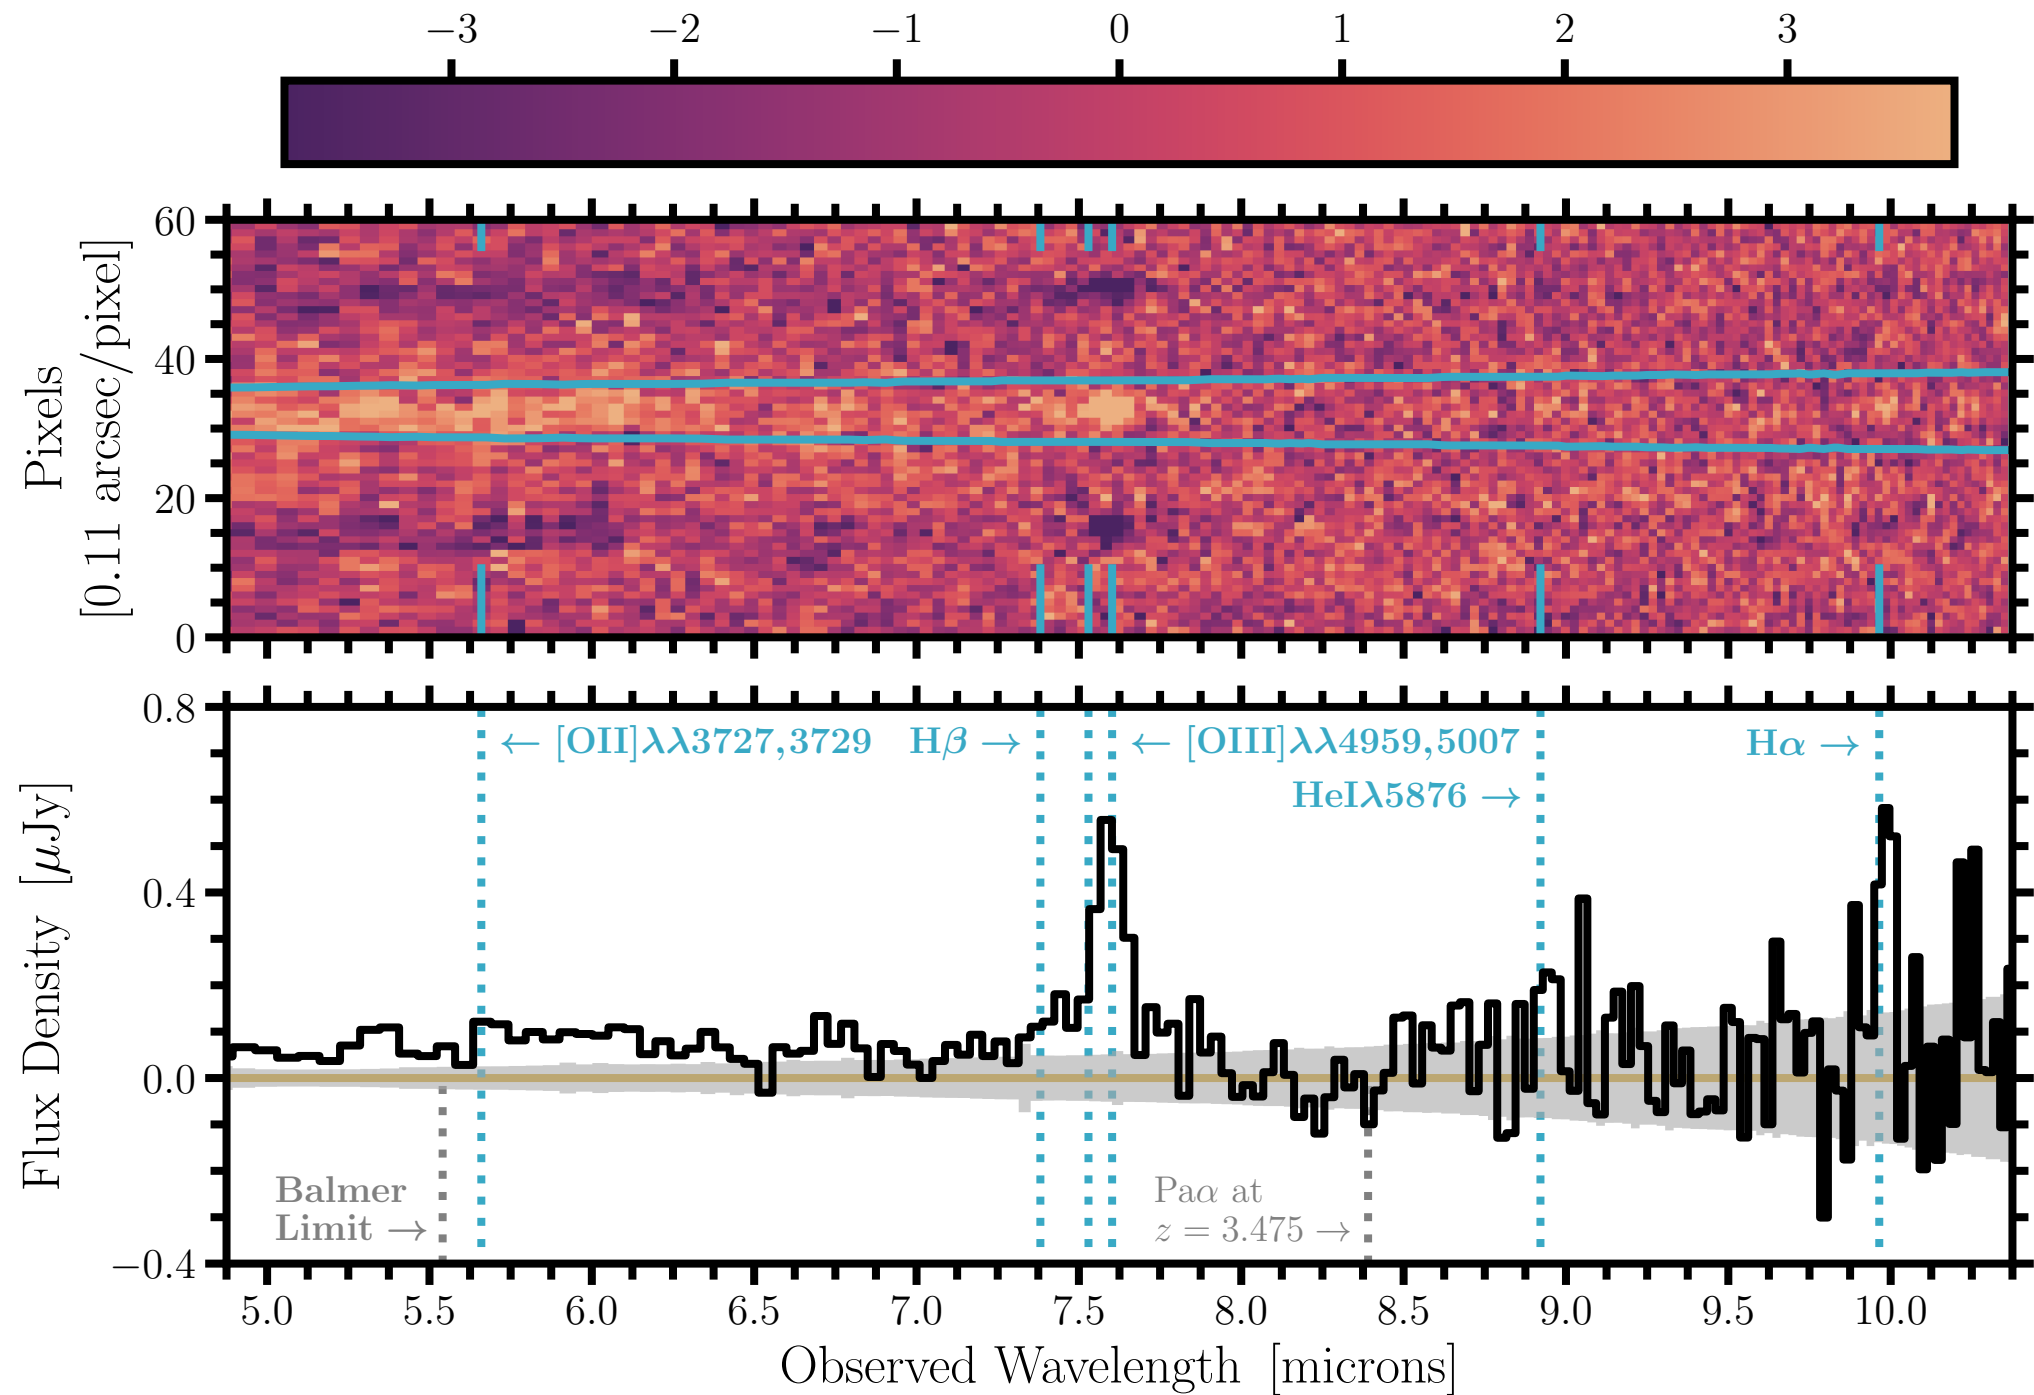 −3 −2 −1 0 1 2 3
60
40
20
0
Pixels
[0.11 arcsec/pixel]
0.8
0.4
0.0
−0.4
Flux Density [μJy]
← [OII]λλ3727,3729 Hβ → ← [OIII]λλ4959,5007 Hα →
HeIλ5876 →
Balmer
Limit →
Paα at
z = 3.475 →
5.0 5.5 6.0 6.5 7.0 7.5 8.0 8.5 9.0 9.5 10.0
Observed Wavelength [microns]